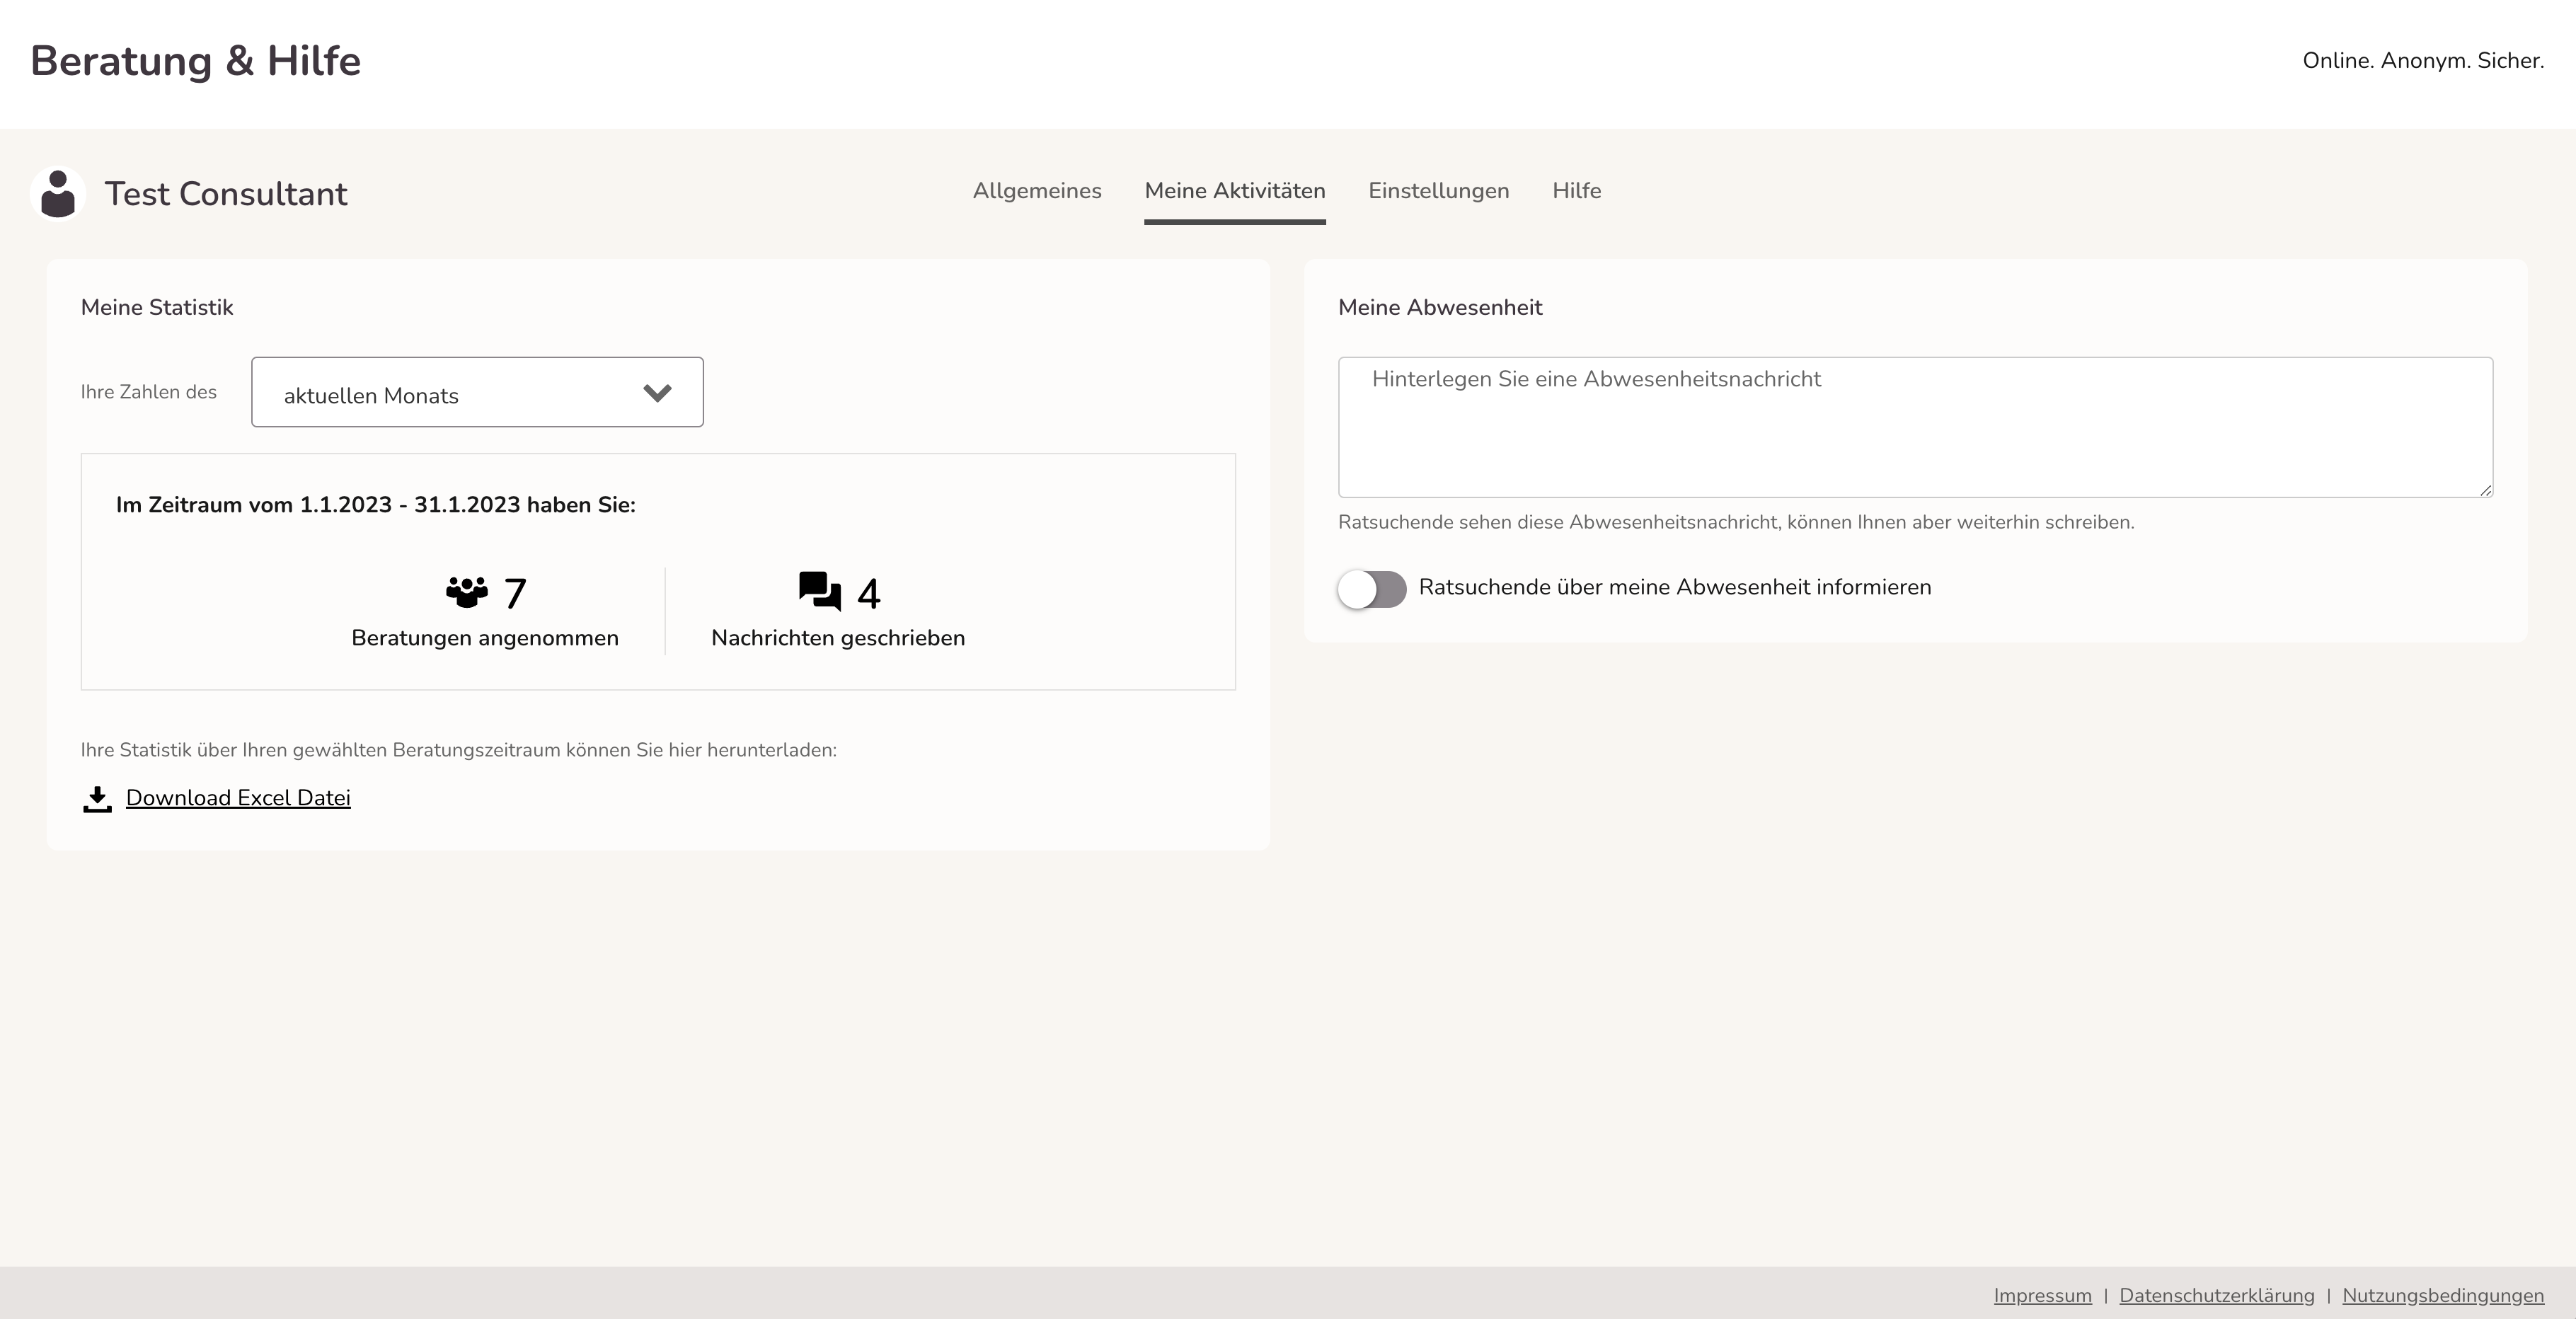 Beratung & Hilfe
Online. Anonym. Sicher.
Test Consultant
Allgemeines
Meine Aktivitäten
Einstellungen
Hilfe
Meine Statistik
Ihre Zahlen des
aktuellen Monats
Im Zeitraum vom 1.1.2023 - 31.1.2023 haben Sie:
7
Beratungen angenommen
4
Nachrichten geschrieben
Ihre Statistik über Ihren gewählten Beratungszeitraum können Sie hier herunterladen:
Download Excel Datei
Meine Abwesenheit
Hinterlegen Sie eine Abwesenheitsnachricht
Ratsuchende sehen diese Abwesenheitsnachricht, können Ihnen aber weiterhin schreiben.
Ratsuchende über meine Abwesenheit informieren
Impressum | Datenschutzerklärung | Nutzungsbedingungen